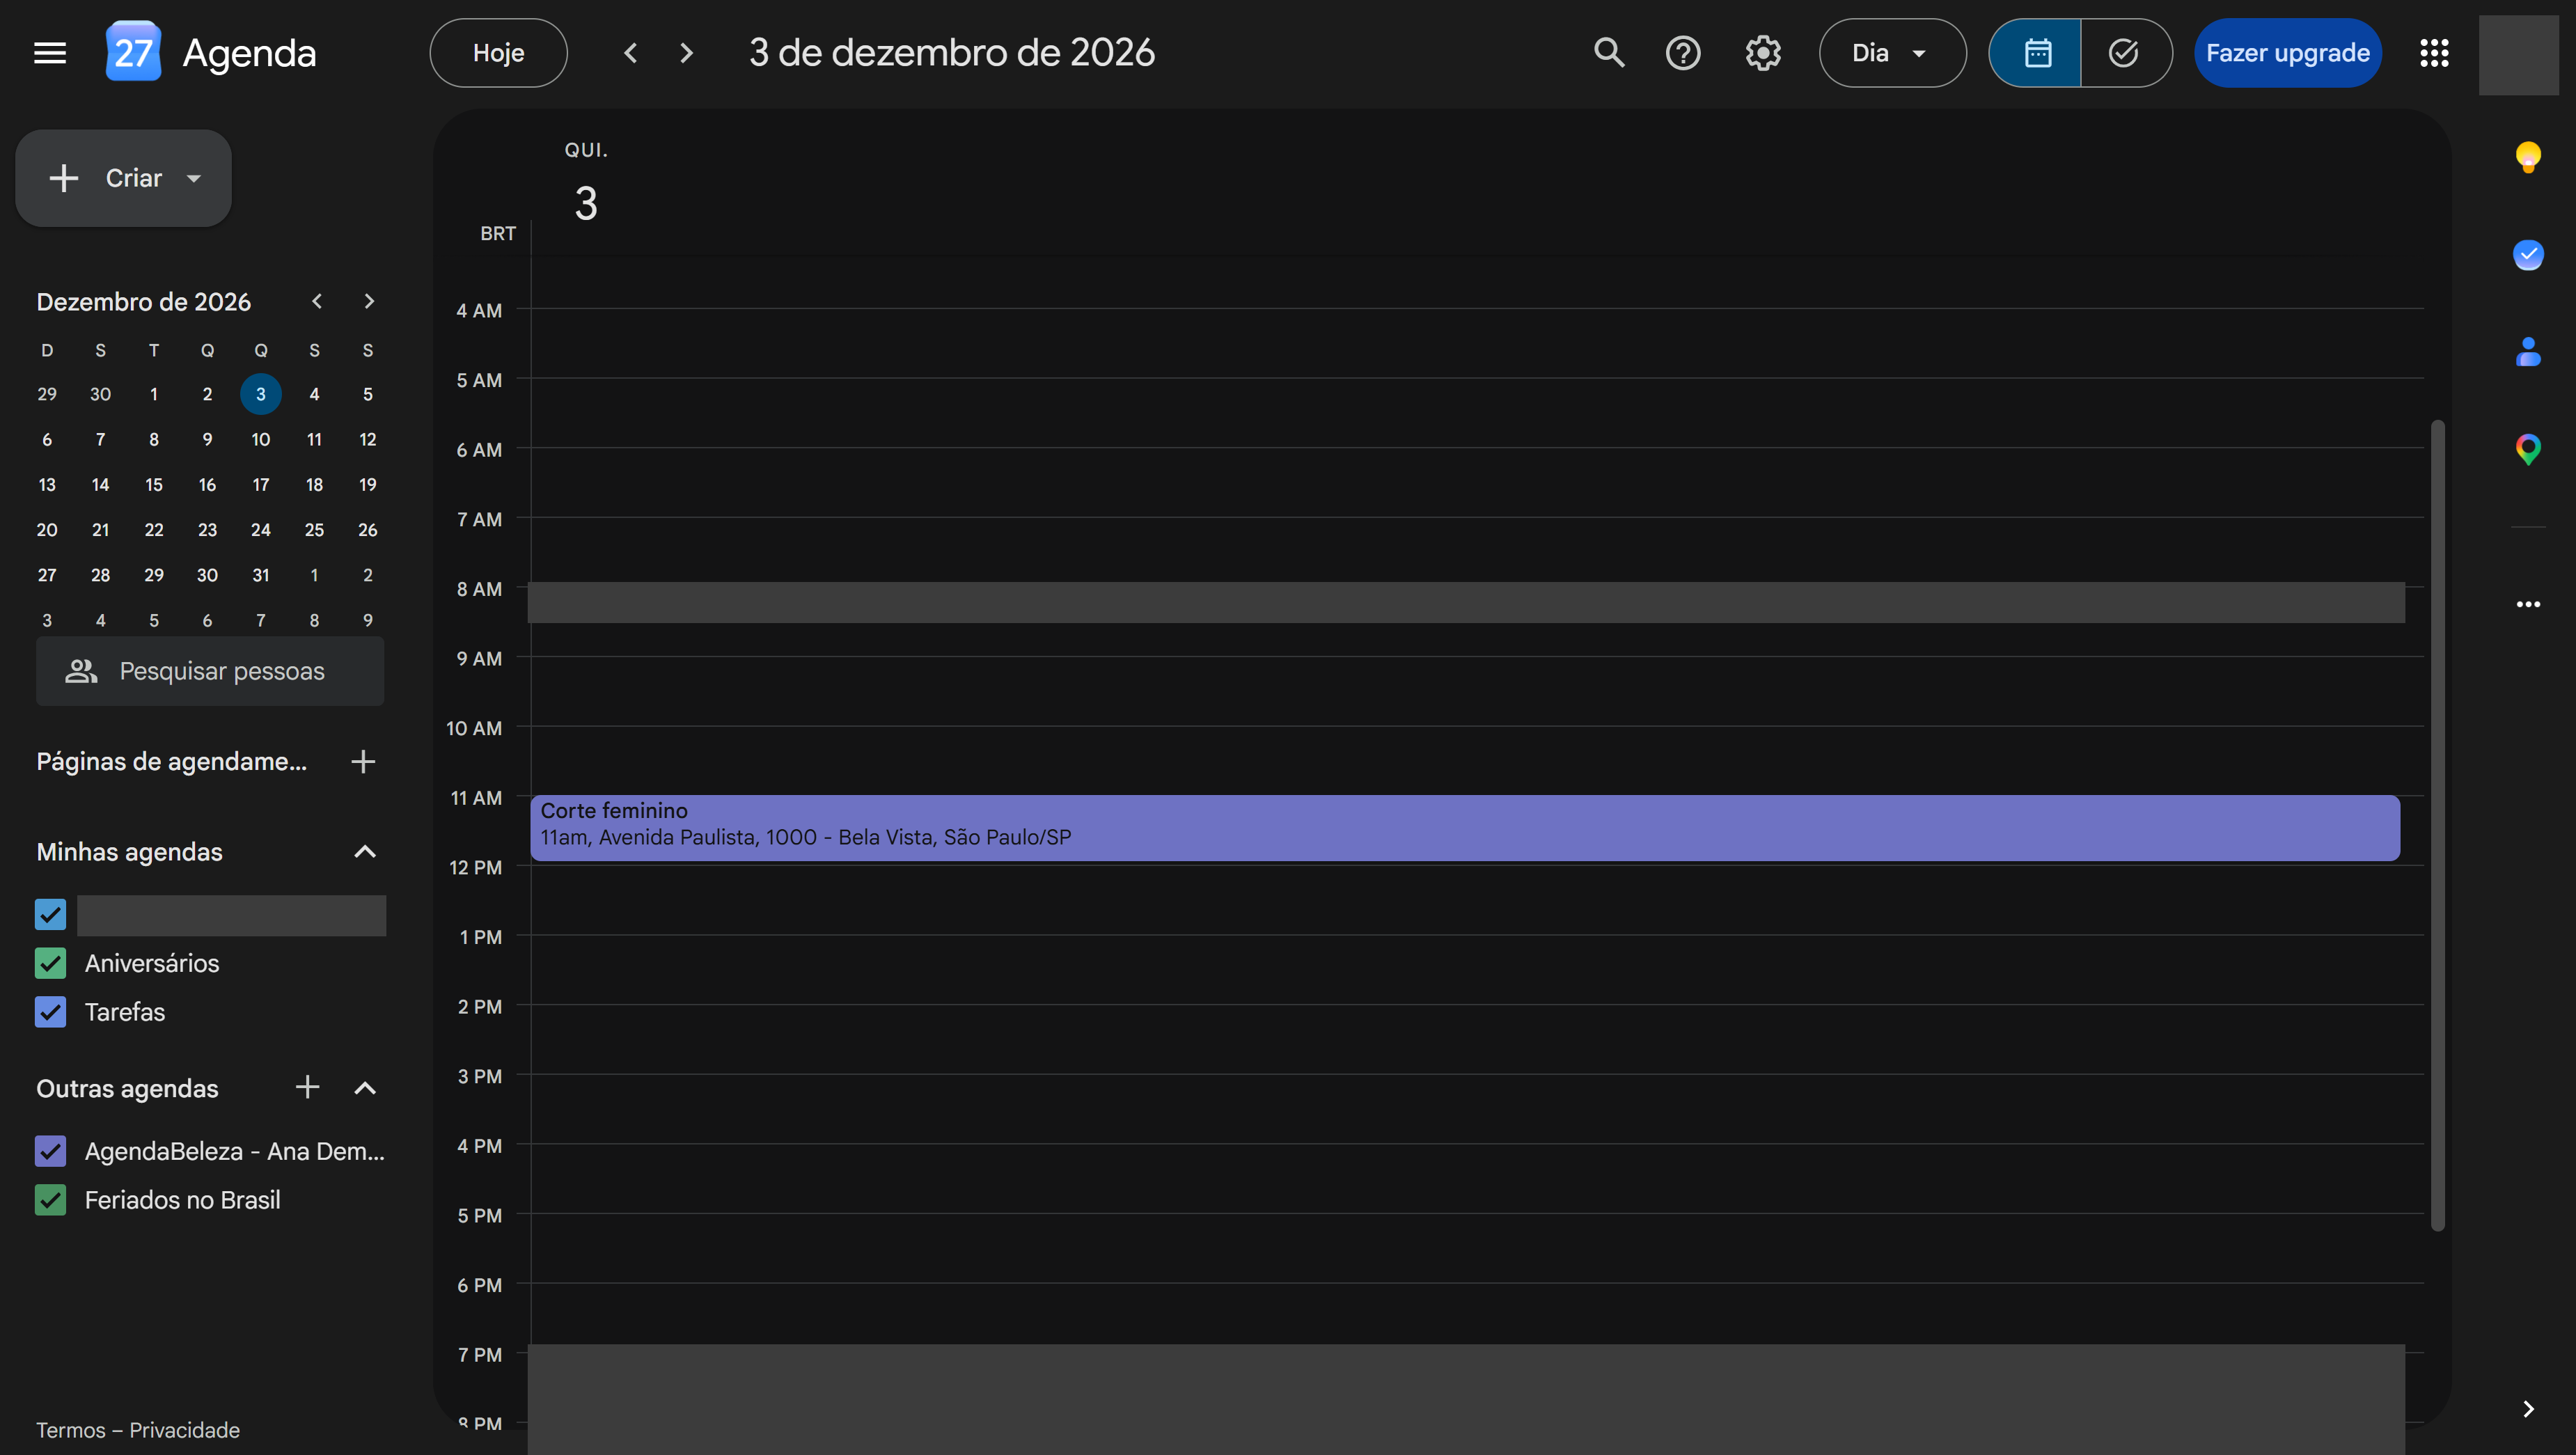 27 Agenda
Hoje
3 de dezembro de 2026
Dia
Fazer upgrade
Criar
Dezembro de 2026
D S T Q Q S S
29 30 1 2 3 4 5
6 7 8 9 10 11 12
13 14 15 16 17 18 19
20 21 22 23 24 25 26
27 28 29 30 31 1 2
3 4 5 6 7 8 9
Pesquisar pessoas
Páginas de agendame...
Minhas agendas
Aniversários
Tarefas
Outras agendas
AgendaBeleza - Ana Dem...
Feriados no Brasil
Termos – Privacidade
QUI.
3
BRT
4 AM
5 AM
6 AM
7 AM
8 AM
9 AM
10 AM
11 AM
Corte feminino
11am, Avenida Paulista, 1000 - Bela Vista, São Paulo/SP
12 PM
1 PM
2 PM
3 PM
4 PM
5 PM
6 PM
7 PM
8 PM